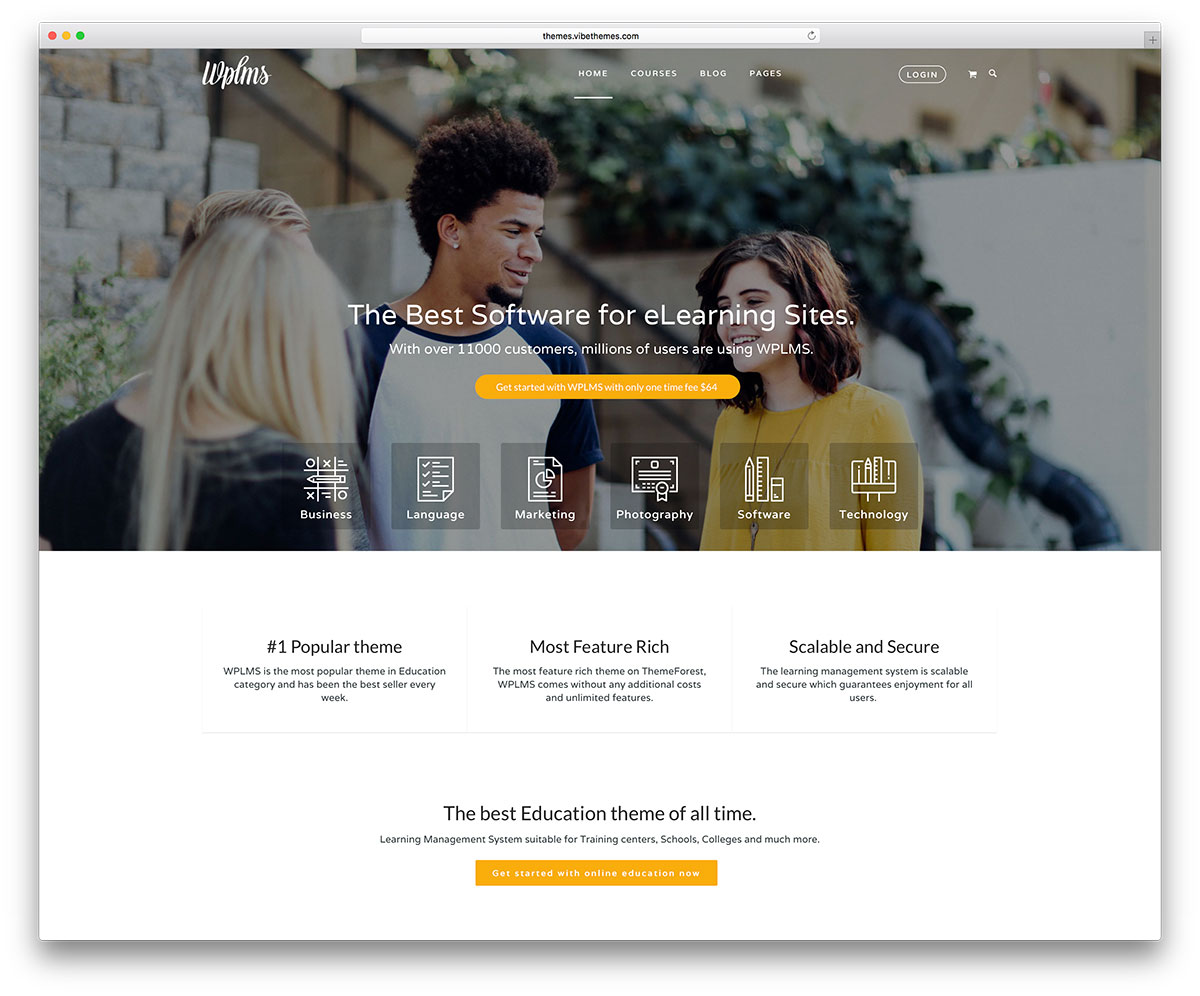 themes.vibethemes.com
Wplms
HOME COURSES BLOG PAGES
LOGIN
The Best Software for eLearning Sites.
With over 11000 customers, millions of users are using WPLMS.
Get started with WPLMS with only one time fee $64
Business Language Marketing Photography Software Technology
#1 Popular theme
WPLMS is the most popular theme in Education
category and has been the best seller every
week.
Most Feature Rich
The most feature rich theme on ThemeForest,
WPLMS comes without any additional costs
and unlimited features.
Scalable and Secure
The learning management system is scalable
and secure which guarantees enjoyment for all
users.
The best Education theme of all time.
Learning Management System suitable for Training centers, Schools, Colleges and much more.
Get started with online education now